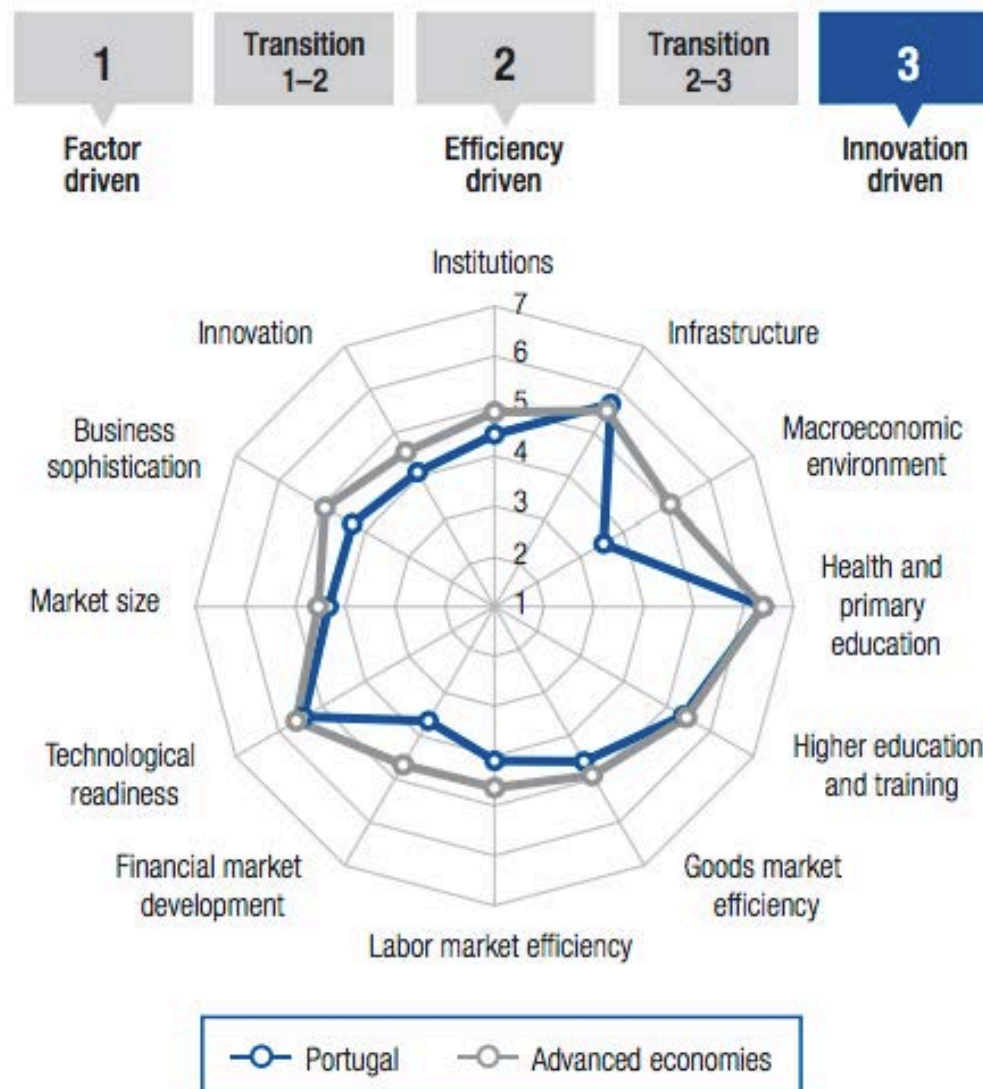 1
Transition
1–2
2
Transition
2–3
3
Factor
driven
Efficiency
driven
Innovation
driven
Institutions
7
6
5
4
3
2
1
Infrastructure
Macroeconomic
environment
Health and
primary
education
Higher education
and training
Goods market
efficiency
Labor market efficiency
Financial market
development
Technological
readiness
Market size
Business
sophistication
Innovation
Portugal
Advanced economies